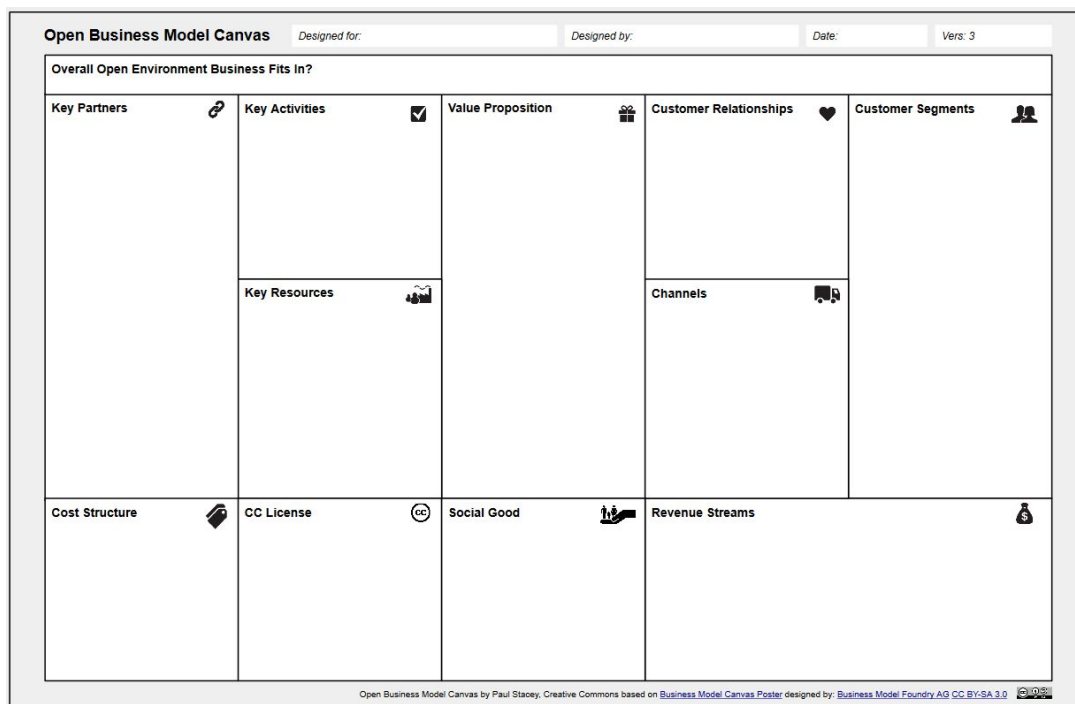 Open Business Model Canvas
Designed for:
Designed by:
Date:
Vers: 3
Overall Open Environment Business Fits In?
Key Partners
Key Activities
Value Proposition
Customer Relationships
Customer Segments
Key Resources
Channels
Cost Structure
CC License
cc
Social Good
Revenue Streams
$
Open Business Model Canvas by Paul Stacey, Creative Commons based on Business Model Canvas Poster designed by: Business Model Foundry AG CC BY-SA 3.0